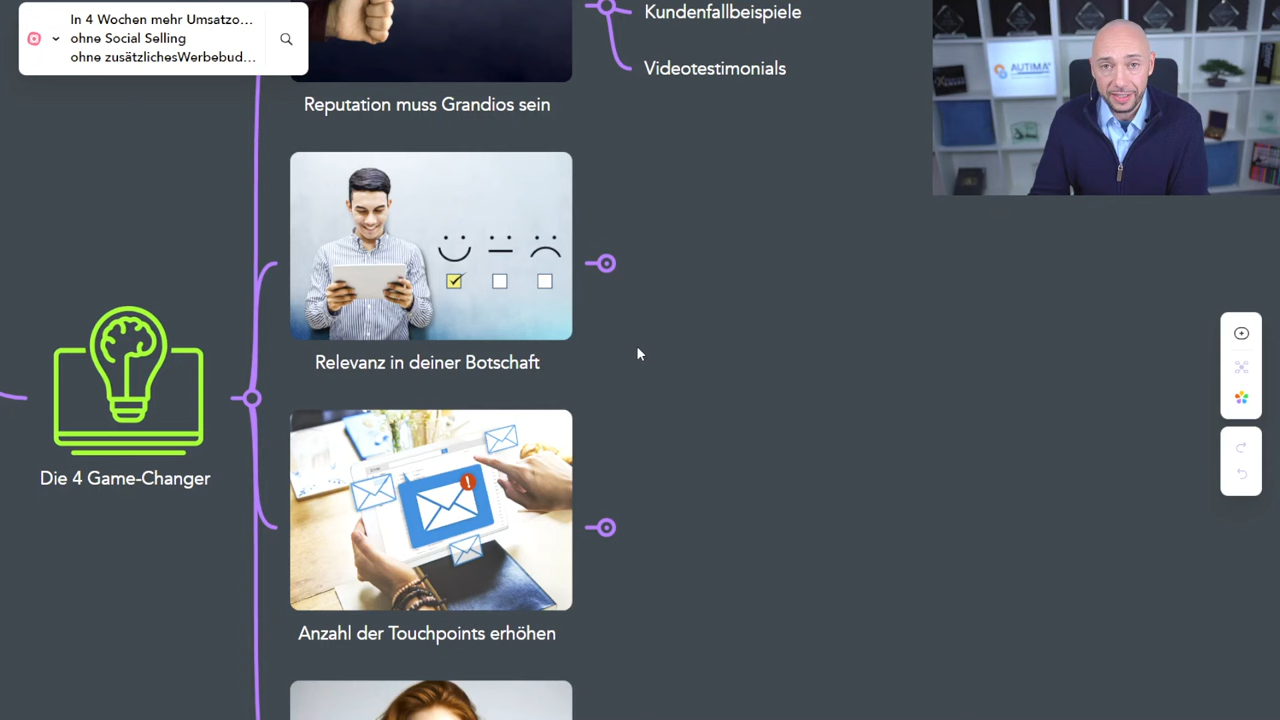 In 4 Wochen mehr Umsatzo...
ohne Social Selling
ohne zusätzlichesWerbebud...
Kundenfallbeispiele
Videotestimonials
AUTIMA
Reputation muss Grandios sein
Relevanz in deiner Botschaft
Die 4 Game-Changer
Anzahl der Touchpoints erhöhen